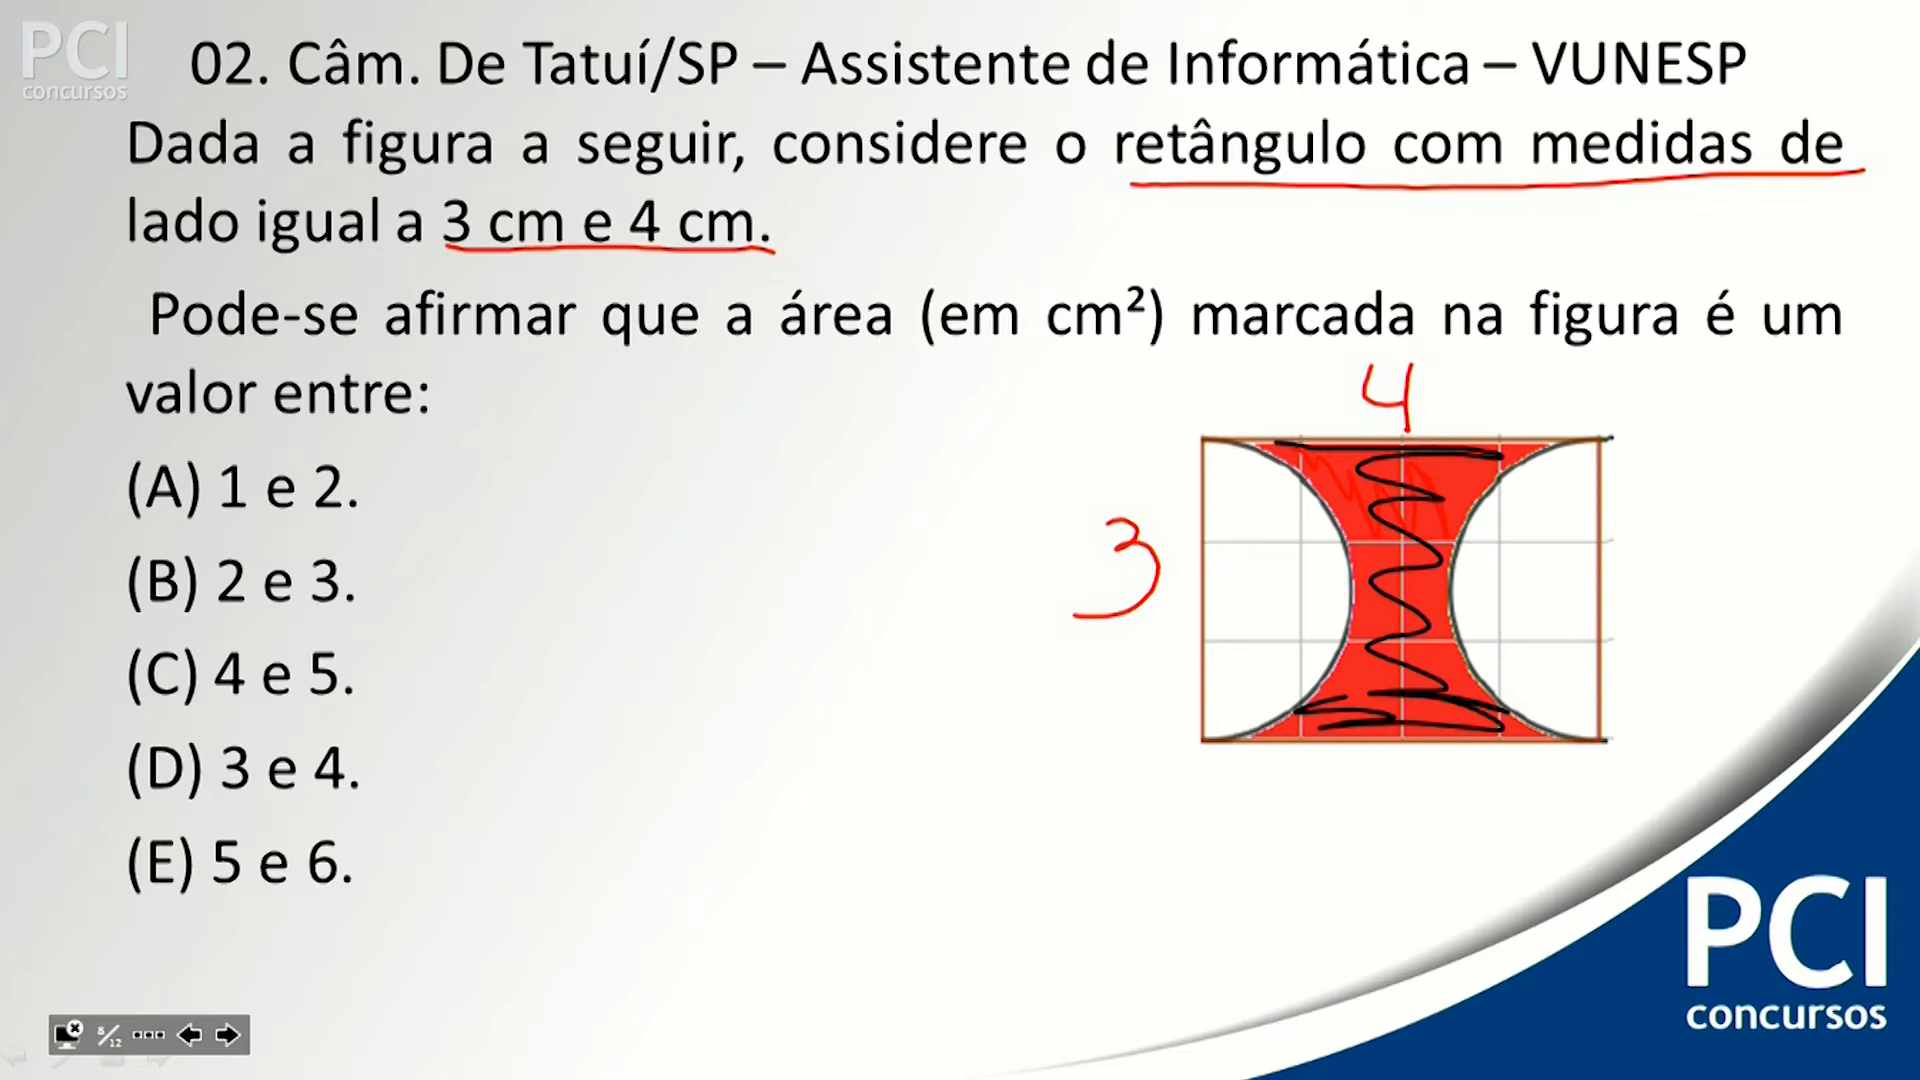 PCI
concursos
02. Câm. De Tatuí/SP – Assistente de Informática – VUNESP
Dada a figura a seguir, considere o retângulo com medidas de
lado igual a 3 cm e 4 cm.
Pode-se afirmar que a área (em cm²) marcada na figura é um
valor entre:
4
3
(A) 1 e 2.
(B) 2 e 3.
(C) 4 e 5.
(D) 3 e 4.
(E) 5 e 6.
PCI
concursos
8/12